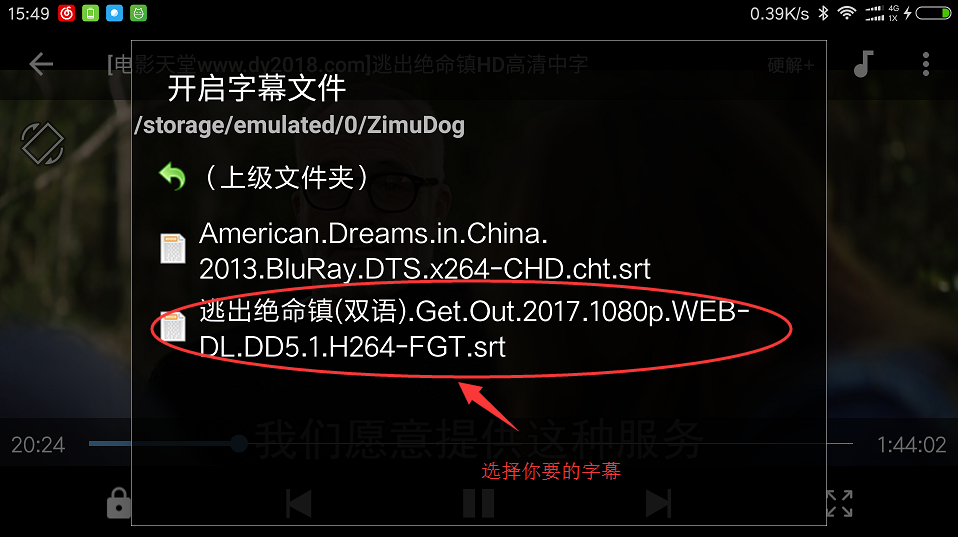 15:49
0.39K/s
4G
1X
[电影天堂www.dy2018.com]逃出绝命镇HD高清中字
硬解+
开启字幕文件
/storage/emulated/0/ZimuDog
（上级文件夹）
American.Dreams.in.China.
2013.BluRay.DTS.x264-CHD.cht.srt
逃出绝命镇(双语).Get.Out.2017.1080p.WEB-
DL.DD5.1.H264-FGT.srt
20:24
我们愿意提供这种服务
1:44:02
选择你要的字幕